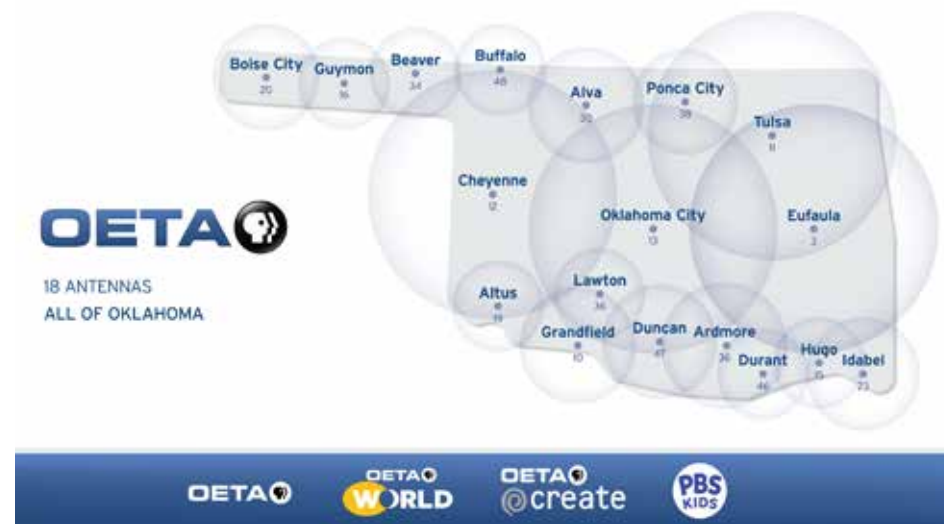 Boise City
20
Guymon
16
Beaver
34
Buffalo
48
Alva
30
Ponca City
38
Tulsa
11
Cheyenne
12
Oklahoma City
13
Eufaula
3
OETA
18 ANTENNAS
ALL OF OKLAHOMA
Altus
19
Lawton
36
Grandfield
10
Duncan
47
Ardmore
Durant
46
Hugo
15
Idabel
23
OETA
OETA
WORLD
OETA
create
PBS
KIDS